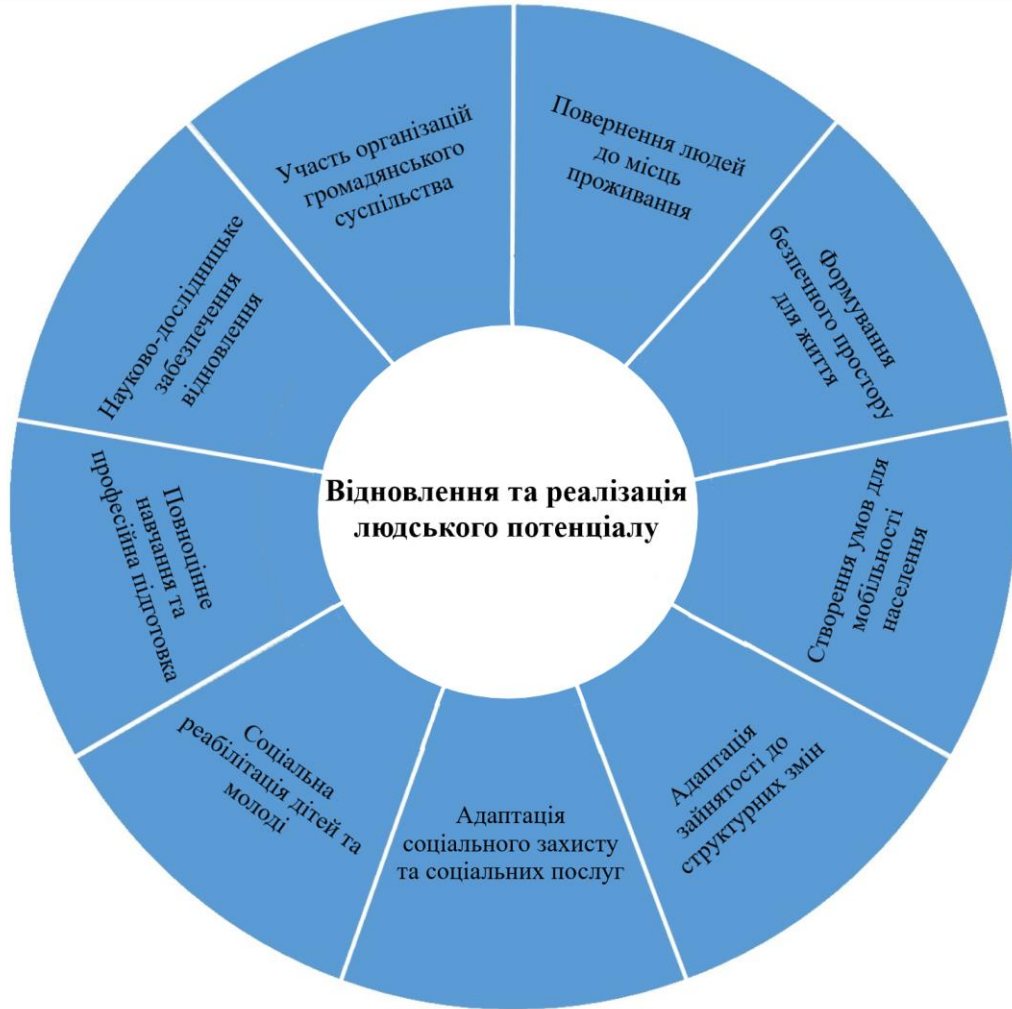 Відновлення та реалізація
людського потенціалу
Повернення людей
до місць
проживання
Формування
безпечного простору
для життя
Створення умов для
мобільності
населення
Адаптація
зайнятості до
структурних змін
Адаптація
соціального захисту
та соціальних послуг
Соціальна
реабілітація дітей та
молоді
Повноцінне
навчання та
професійна підготовка
Науково-дослідницьке
забезпечення
відновлення
Участь організацій
громадянського
суспільства